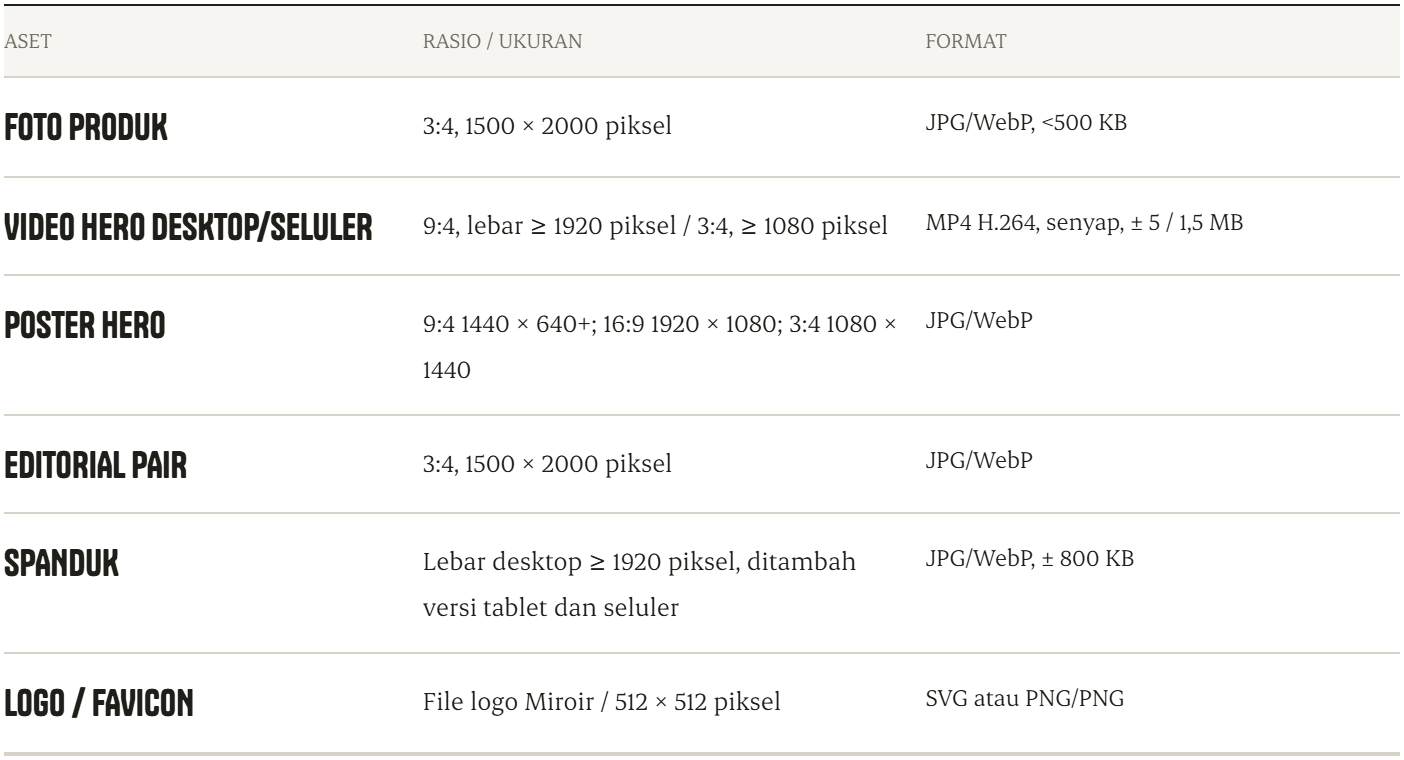 ASET RASIO / UKURAN FORMAT
FOTO PRODUK 3:4, 1500 × 2000 piksel JPG/WebP, <500 KB
VIDEO HERO DESKTOP/SELULER 9:4, lebar ≥ 1920 piksel / 3:4, ≥ 1080 piksel MP4 H.264, senyap, ± 5 / 1,5 MB
POSTER HERO 9:4 1440 × 640+; 16:9 1920 × 1080; 3:4 1080 × JPG/WebP
1440
EDITORIAL PAIR 3:4, 1500 × 2000 piksel JPG/WebP
SPANDUK Lebar desktop ≥ 1920 piksel, ditambah JPG/WebP, ± 800 KB
versi tablet dan seluler
LOGO / FAVICON File logo Miroir / 512 × 512 piksel SVG atau PNG/PNG